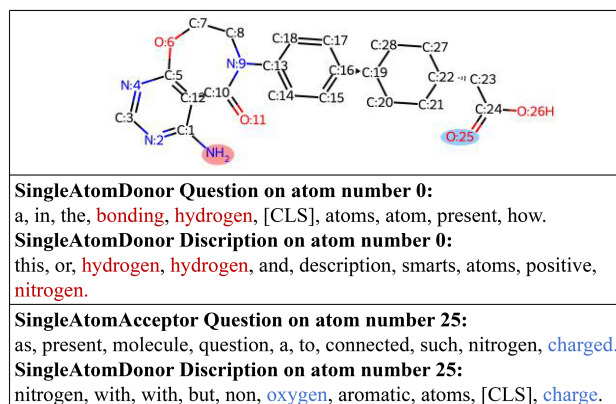 C:7
C:18
C:17
C:28
C:27
O:6
C:8
C:23
N:9
C:13
C:16
C:19
C:22
N:4
C:5
C:10
C:24
O:26H
C:12
C:14
C:15
C:20
C:21
C:3
O:11
O:25
N:2
C:1
NH2
SingleAtomDonor Question on atom number 0:
a, in, the, bonding, hydrogen, [CLS], atoms, atom, present, how.
SingleAtomDonor Discription on atom number 0:
this, or, hydrogen, hydrogen, and, description, smarts, atoms, positive,
nitrogen.
SingleAtomAcceptor Question on atom number 25:
as, present, molecule, question, a, to, connected, such, nitrogen, charged.
SingleAtomDonor Discription on atom number 25:
nitrogen, with, with, but, non, oxygen, aromatic, atoms, [CLS], charge.